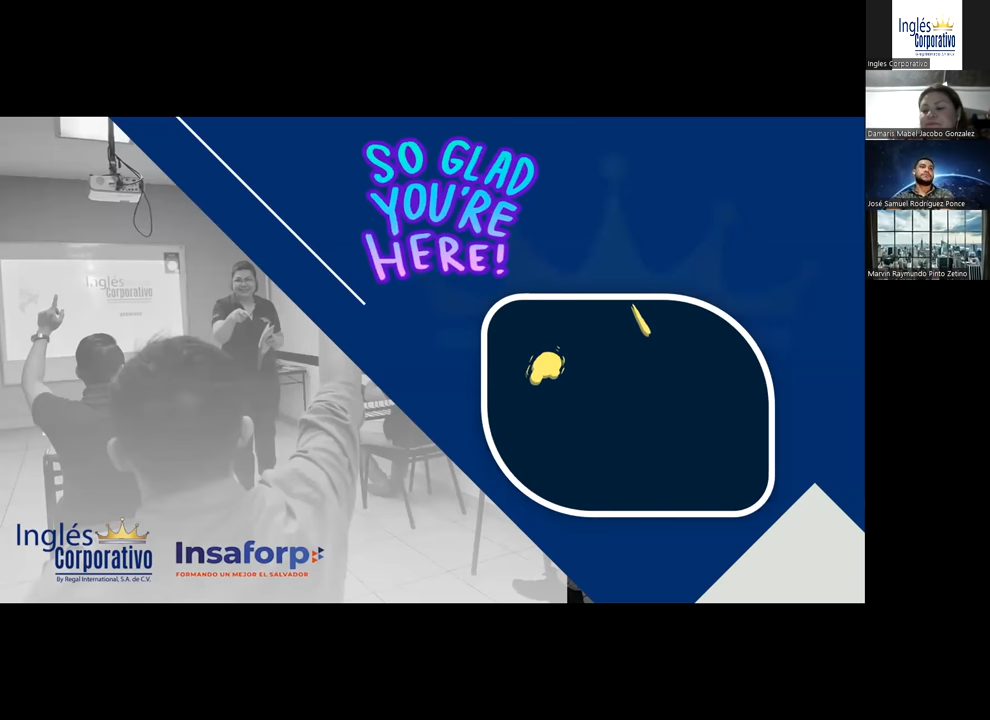 SO GLAD
YOU'RE
HERE!
Inglés
Corporativo
Inglés
Corporativo
By Regal International, S.A. de C.V.
Insaforp
FORMANDO UN MEJOR EL SALVADOR
Inglés
Corporativo
Ingles Corporativo
Damaris Mabel Jacobo Gonzalez
José Samuel Rodríguez Ponce
Marvin Raymundo Pinto Zetino